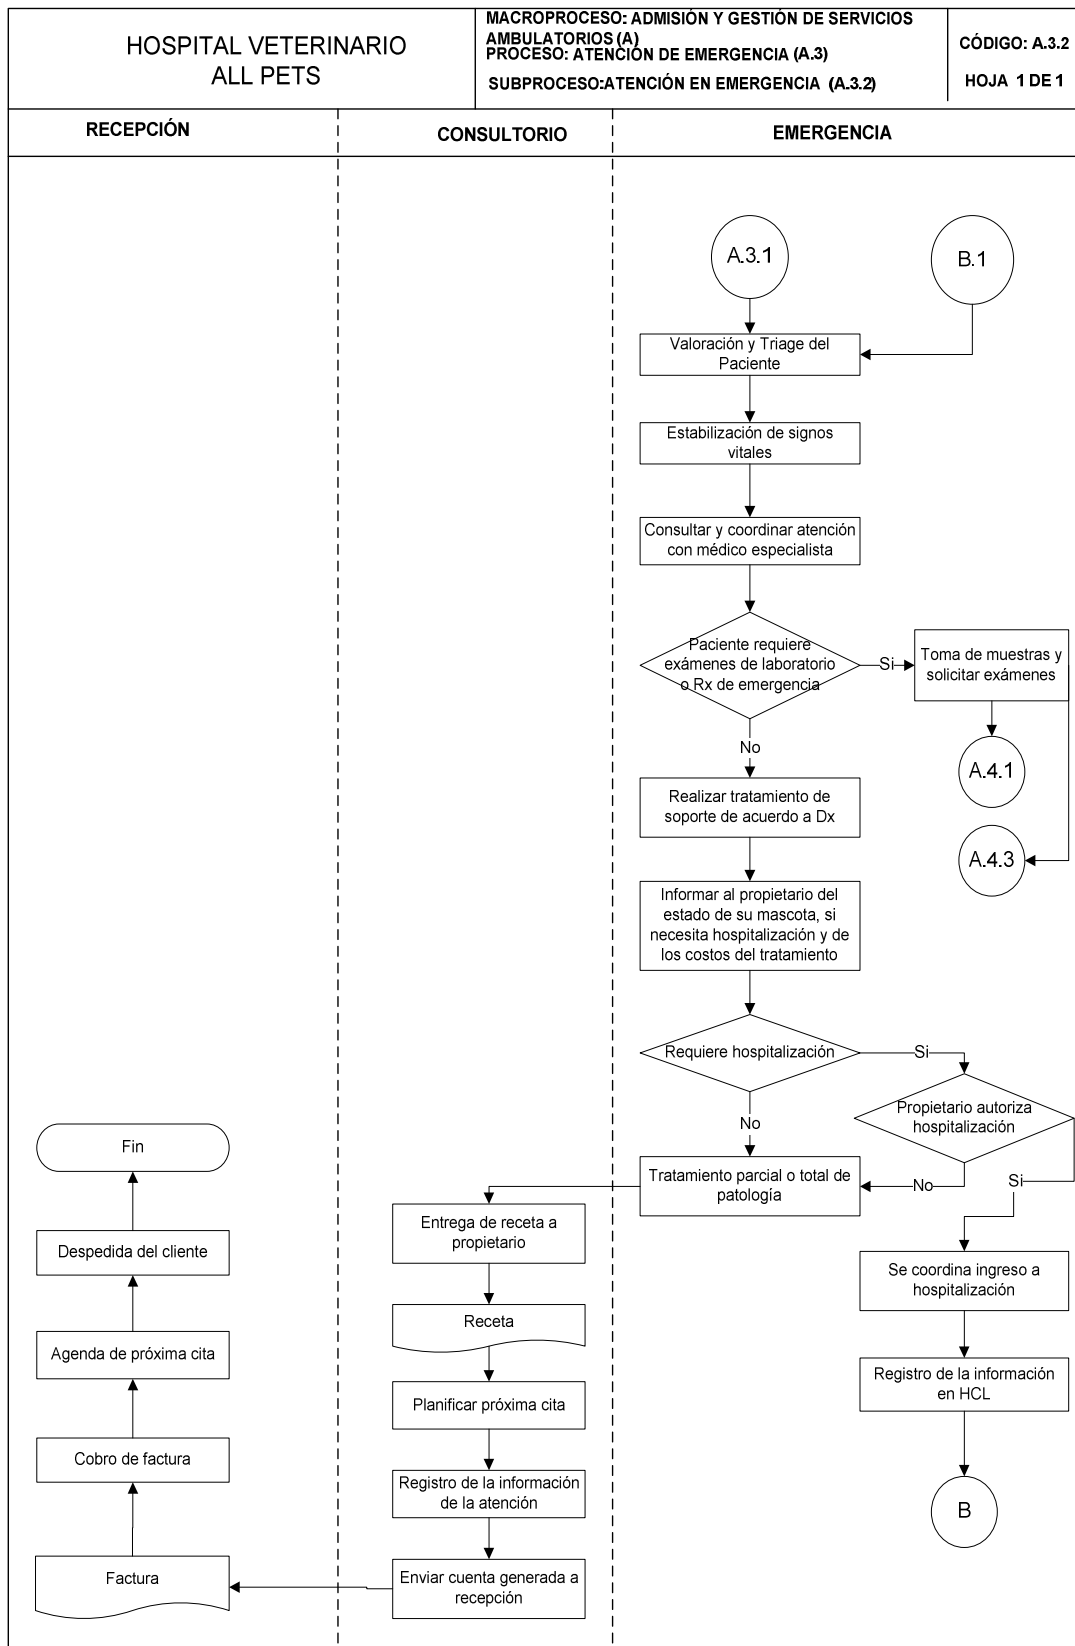 HOSPITAL VETERINARIO
ALL PETS
MACROPROCESO: ADMISIÓN Y GESTIÓN DE SERVICIOS
AMBULATORIOS (A)
PROCESO: ATENCIÓN DE EMERGENCIA (A.3)
SUBPROCESO:ATENCIÓN EN EMERGENCIA (A.3.2)
CÓDIGO: A.3.2
HOJA 1 DE 1
RECEPCIÓN
CONSULTORIO
EMERGENCIA
A.3.1
B.1
Valoración y Triage del
Paciente
Estabilización de signos
vitales
Consultar y coordinar atención
con médico especialista
Paciente requiere
exámenes de laboratorio
o Rx de emergencia
Si
Toma de muestras y
solicitar exámenes
No
A.4.1
Realizar tratamiento de
soporte de acuerdo a Dx
A.4.3
Informar al propietario del
estado de su mascota, si
necesita hospitalización y de
los costos del tratamiento
Requiere hospitalización
Si
Propietario autoriza
hospitalización
No
No
Si
Tratamiento parcial o total de
patología
Se coordina ingreso a
hospitalización
Registro de la información
en HCL
B
Entrega de receta a
propietario
Receta
Planificar próxima cita
Registro de la información
de la atención
Enviar cuenta generada a
recepción
Factura
Cobro de factura
Agenda de próxima cita
Despedida del cliente
Fin